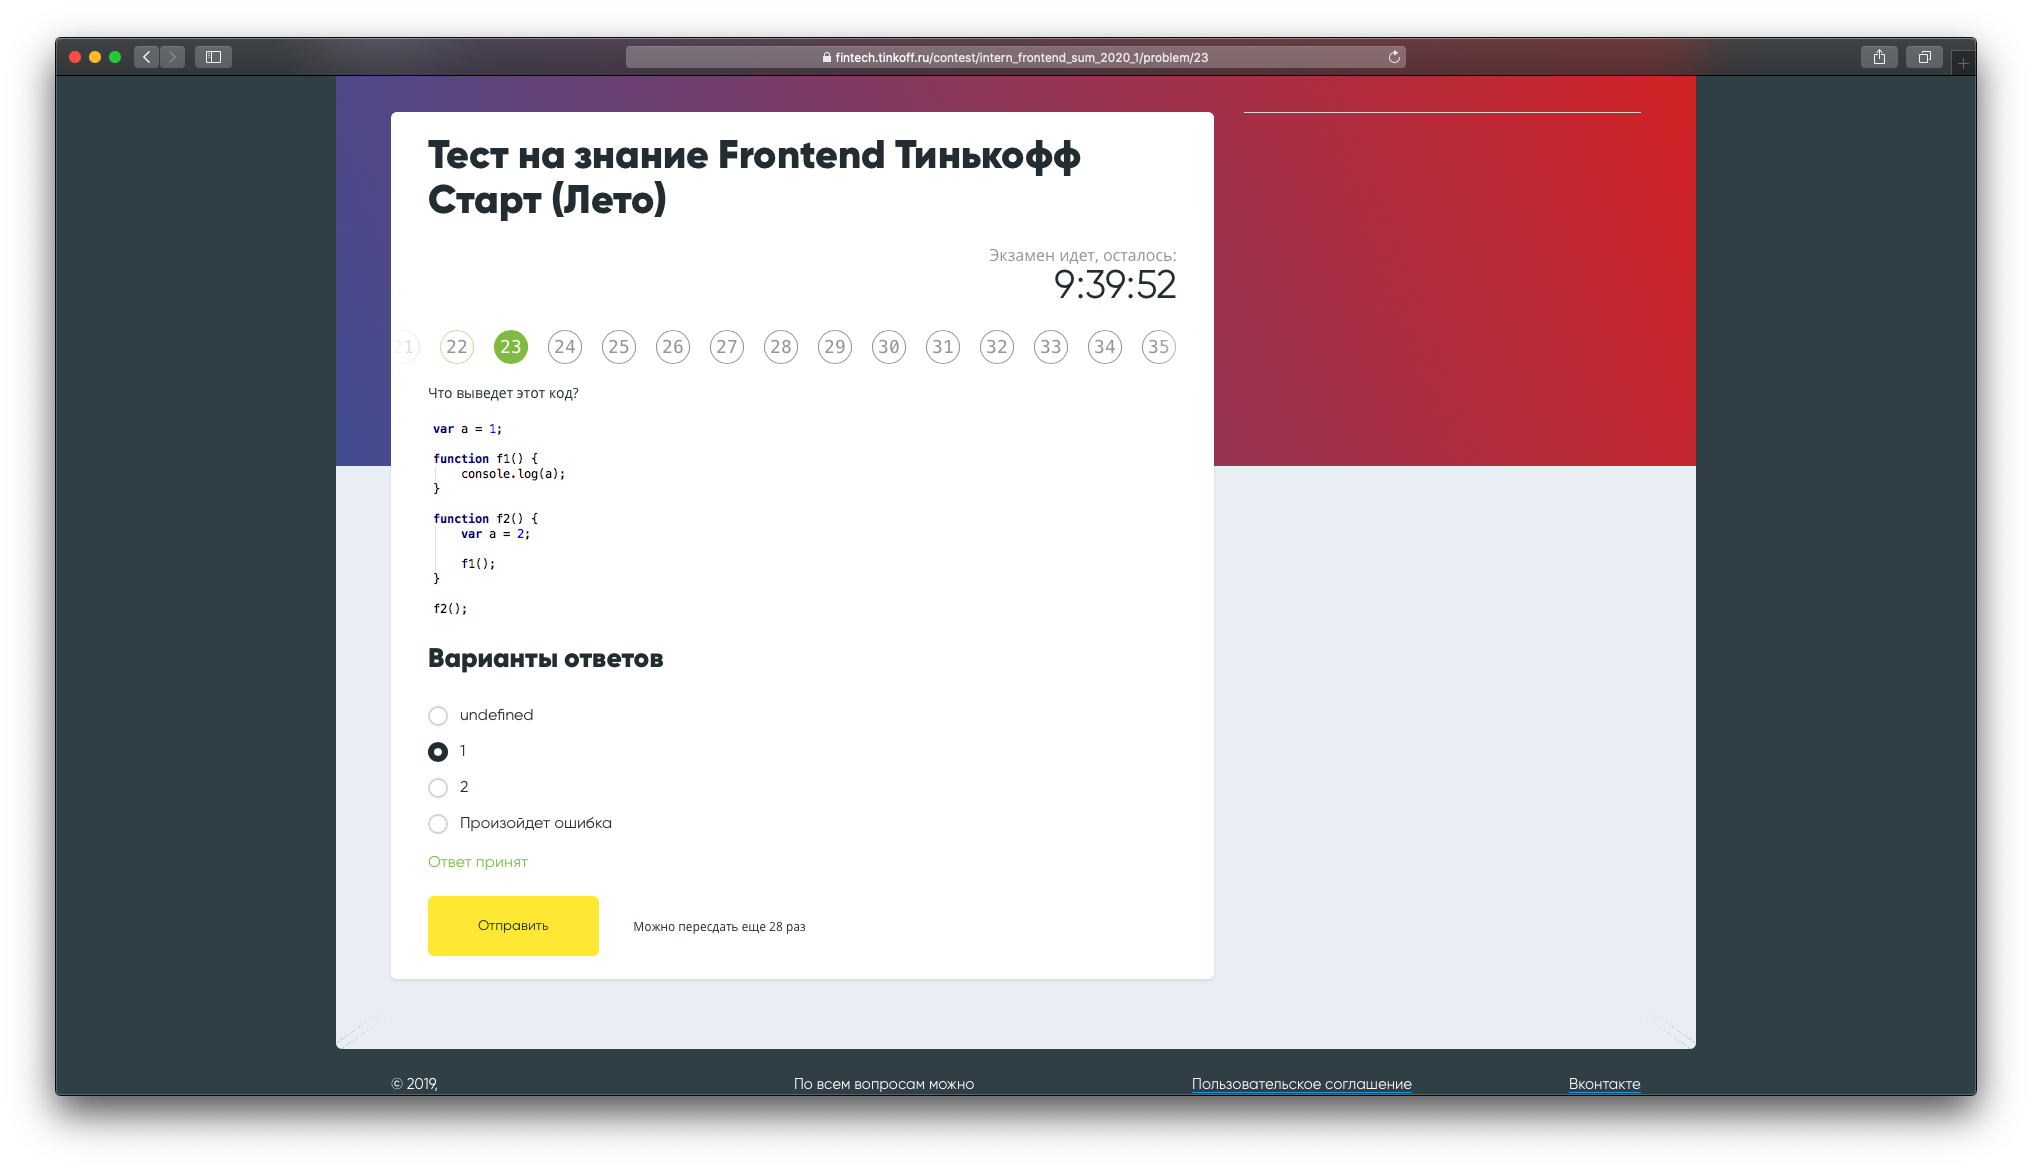 fintech.tinkoff.ru/contest/intern_frontend_sum_2020_1/problem/23
Тест на знание Frontend Тинькофф
Старт (Лето)
Экзамен идет, осталось:
9:39:52
21 22 23 24 25 26 27 28 29 30 31 32 33 34 35
Что выведет этот код?
var a = 1;
function f1() {
console.log(a);
}
function f2() {
var a = 2;
f1();
}
f2();
Варианты ответов
undefined
1
2
Произойдет ошибка
Ответ принят
Отправить
Можно пересдать еще 28 раз
© 2019,
По всем вопросам можно
Пользовательское соглашение
Вконтакте